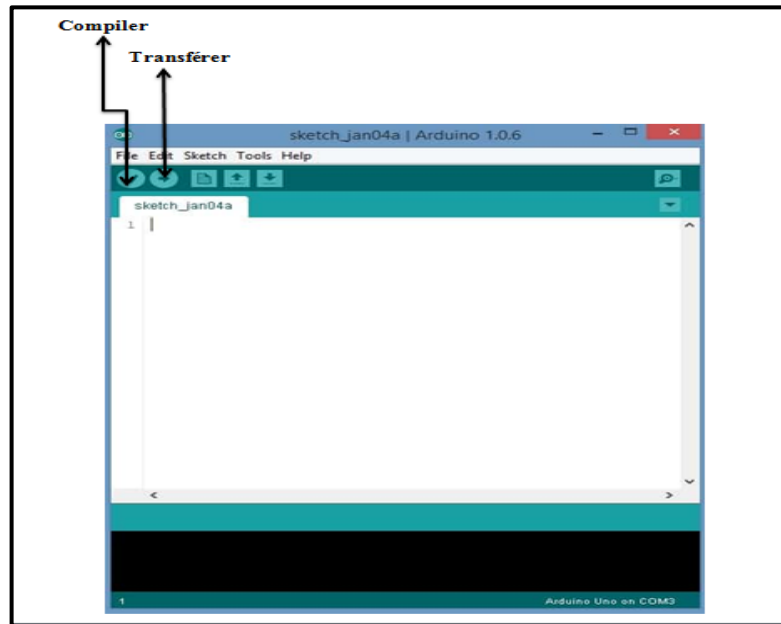 Compiler
Transférer
sketch_jan04a | Arduino 1.0.6
File Edit Sketch Tools Help
sketch_jan04a
1
1
Arduino Uno on COM3